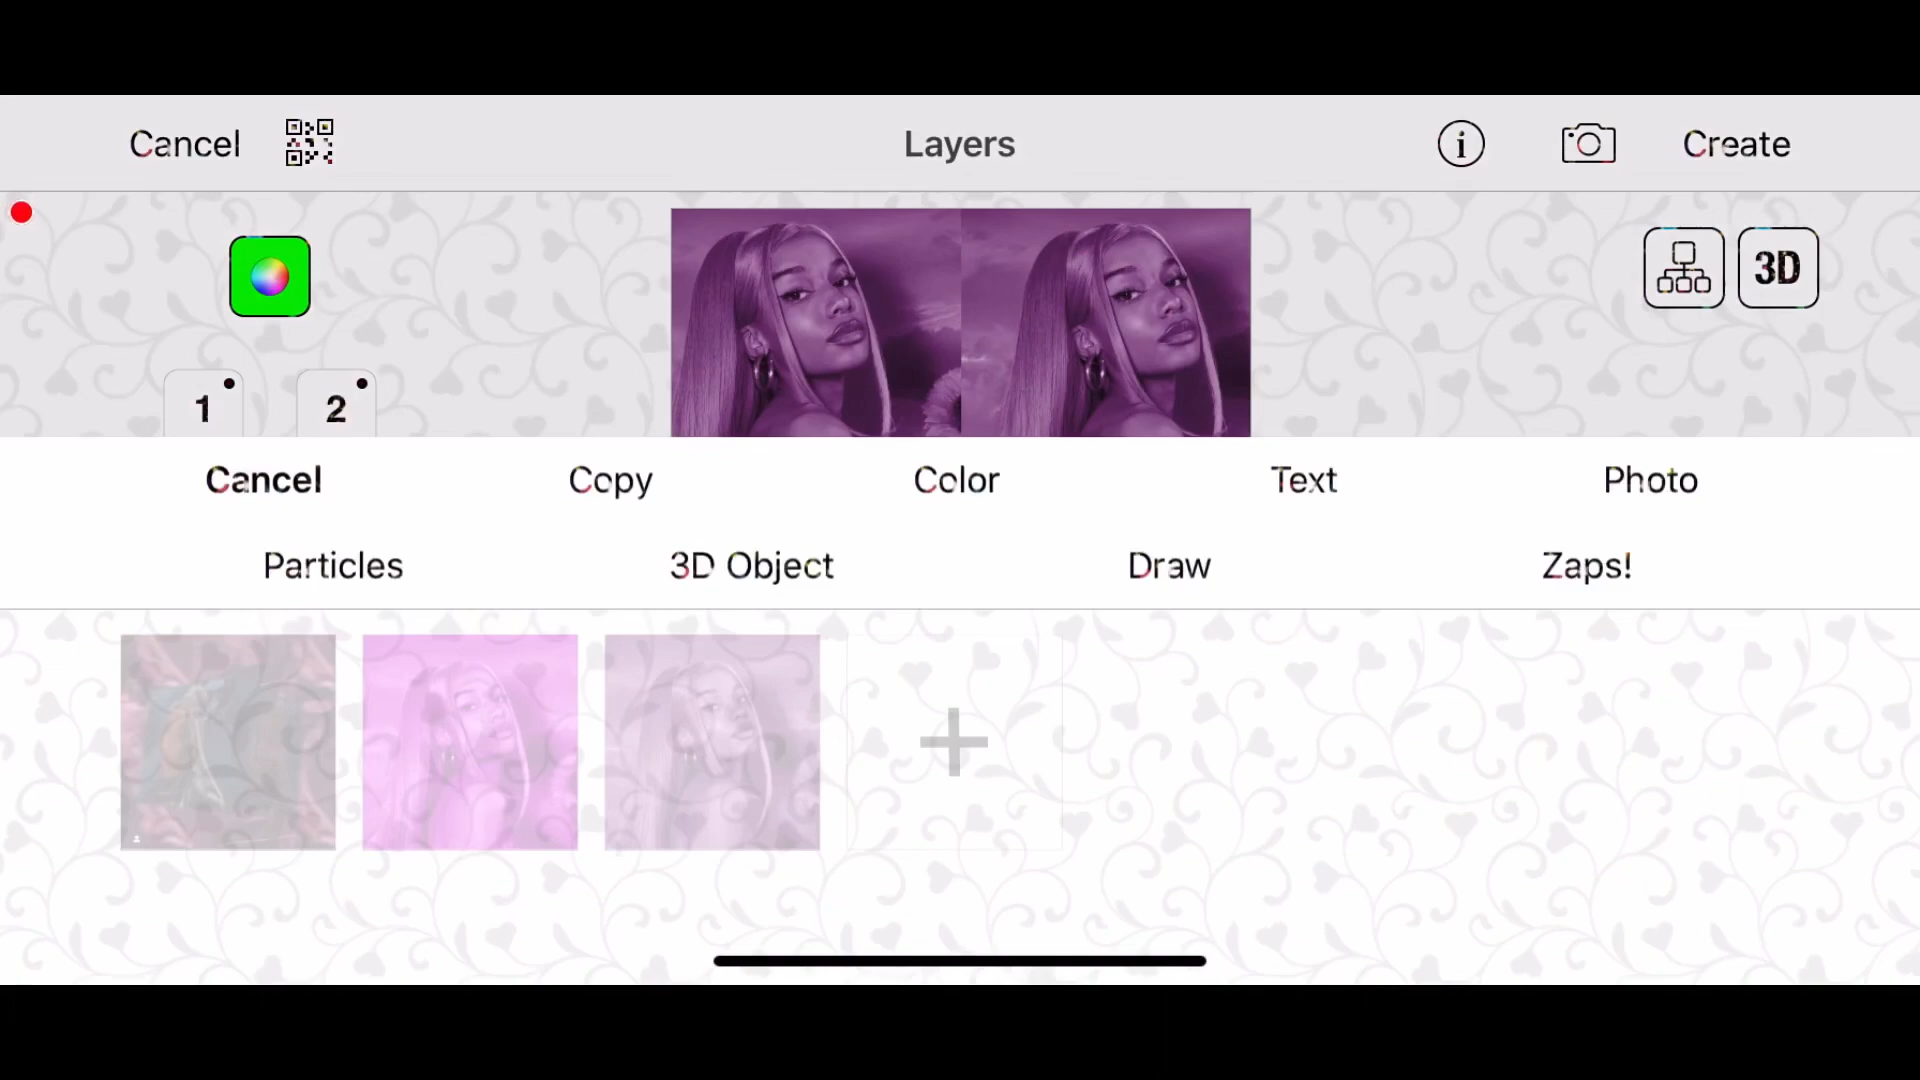 Cancel Layers Create
3D
1 2
Cancel Copy Color Text Photo
Particles 3D Object Draw Zaps!